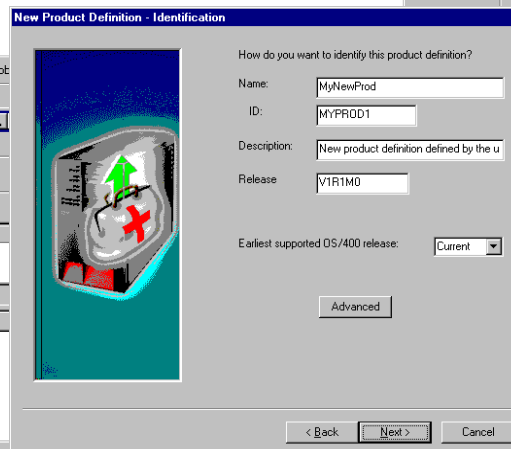 New Product Definition - Identification
How do you want to identify this product definition?
Name: MyNewProd
ID: MYPROD1
Description: New product definition defined by the u
Release V1R1M0
Earliest supported OS/400 release: Current
Advanced
< Back Next > Cancel